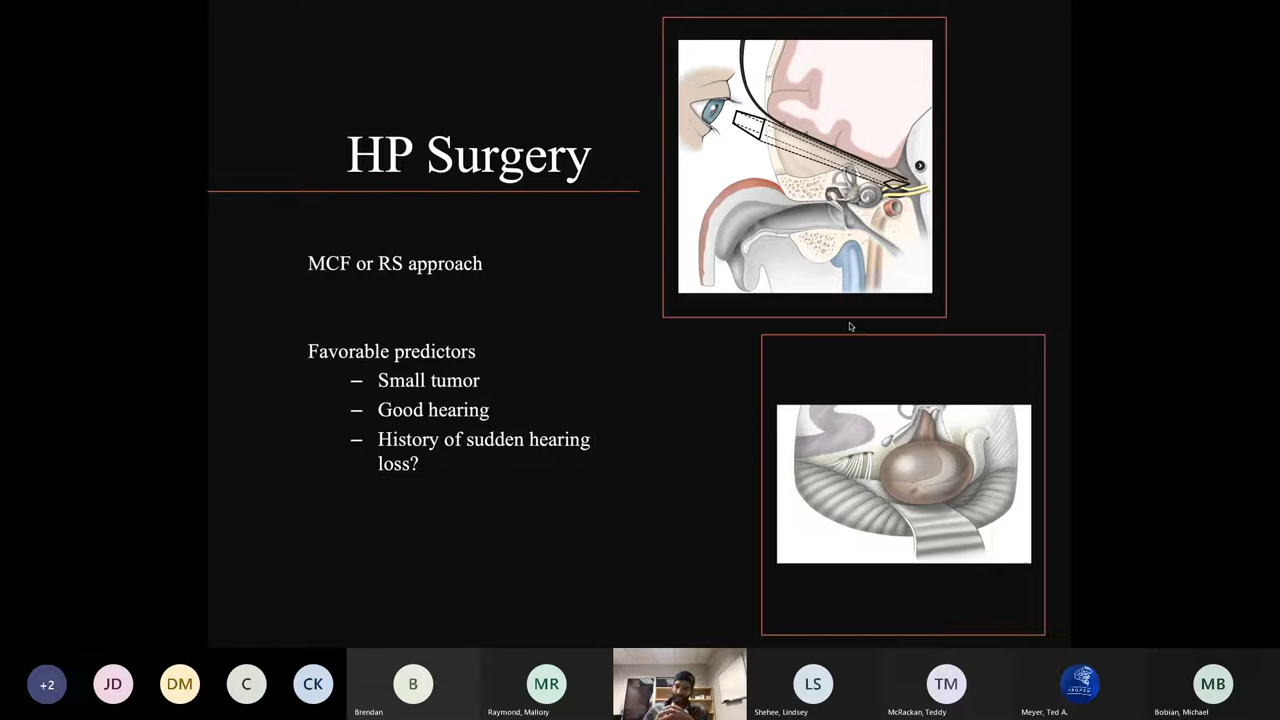 HP Surgery
MCF or RS approach
Favorable predictors
– Small tumor
– Good hearing
– History of sudden hearing
loss?
+2
JD
DM
C
CK
B
Brendan
MR
Raymond, Mallory
LS
Shehee, Lindsey
TM
McRackan, Teddy
Meyer, Ted A.
MB
Bobian, Michael